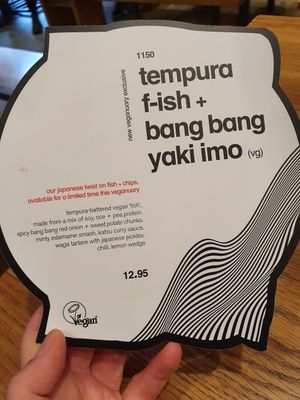 1150
tempura
f-ish +
bang bang
yaki imo (vg)
new veganuary exclusive
our japanese twist on fish + chips.
available for a limited time this veganuary
tempura-battered vegan "fish",
made from a mix of soy, rice + pea protein.
spicy bang bang red onion + sweet potato chunks.
minty edamame smash. katsu curry sauce.
waga tartare with japanese pickles.
chilli. lemon wedge
12.95
Vegan